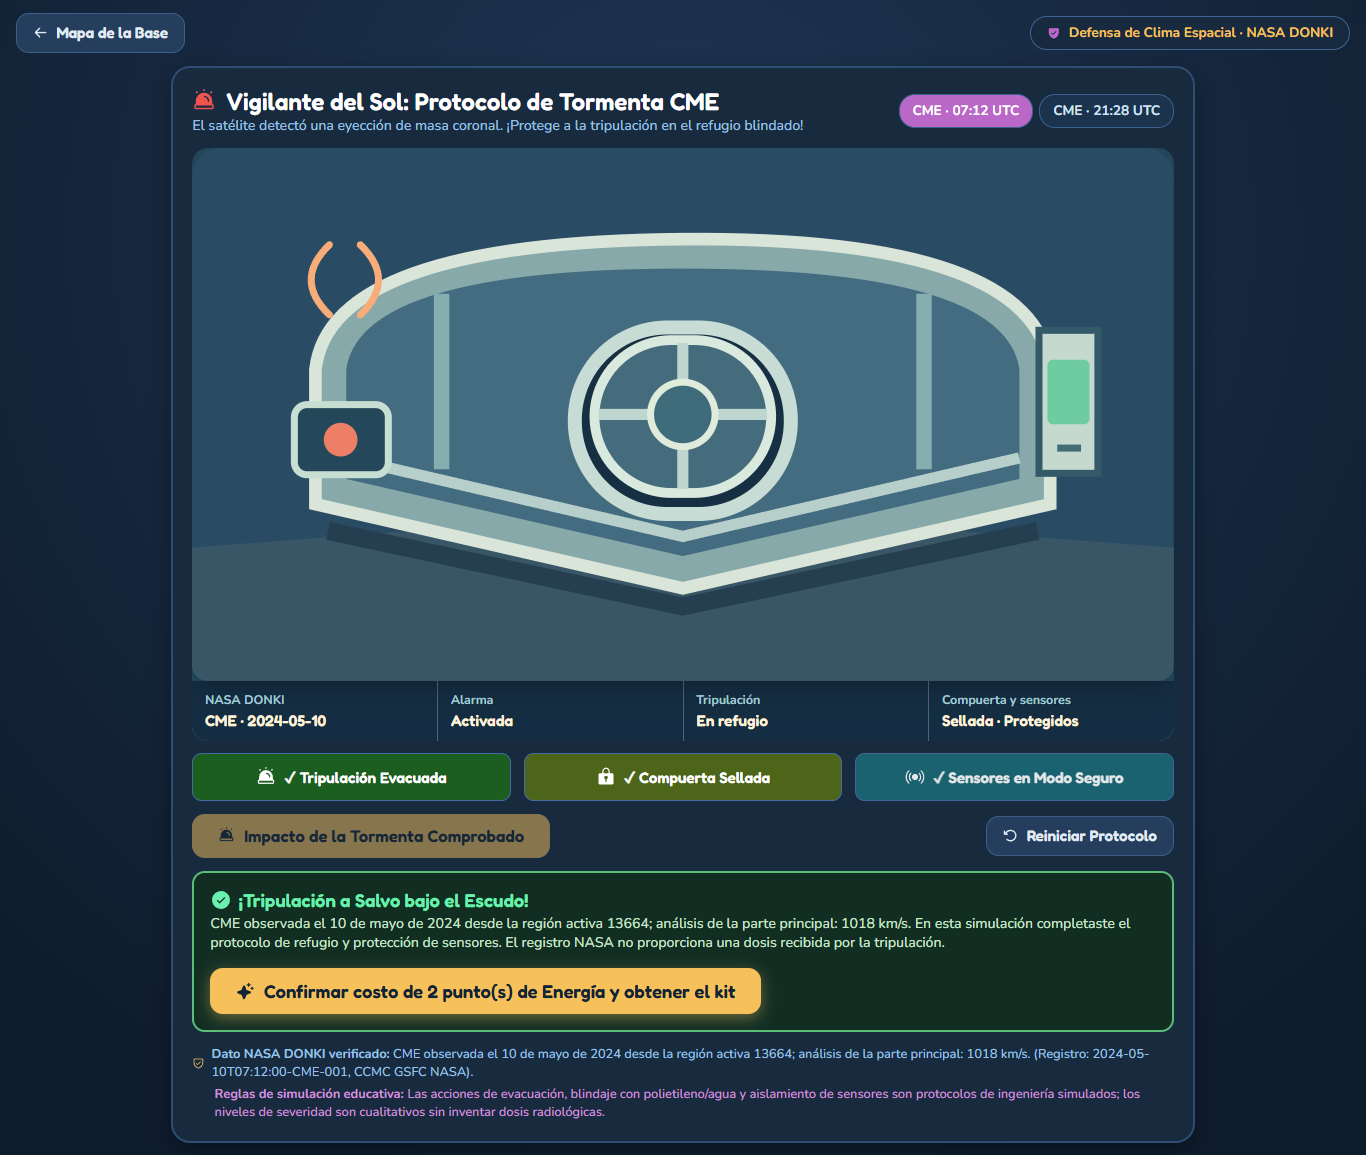 Mapa de la Base
Defensa de Clima Espacial · NASA DONKI
Vigilante del Sol: Protocolo de Tormenta CME
El satélite detectó una eyección de masa coronal. ¡Protege a la tripulación en el refugio blindado!
CME · 07:12 UTC
CME · 21:28 UTC
NASA DONKI
CME · 2024-05-10
Alarma
Activada
Tripulación
En refugio
Compuerta y sensores
Sellada · Protegidos
✓ Tripulación Evacuada
✓ Compuerta Sellada
✓ Sensores en Modo Seguro
Impacto de la Tormenta Comprobado
Reiniciar Protocolo
¡Tripulación a Salvo bajo el Escudo!
CME observada el 10 de mayo de 2024 desde la región activa 13664; análisis de la parte principal: 1018 km/s. En esta simulación completaste el
protocolo de refugio y protección de sensores. El registro NASA no proporciona una dosis recibida por la tripulación.
Confirmar costo de 2 punto(s) de Energía y obtener el kit
Dato NASA DONKI verificado: CME observada el 10 de mayo de 2024 desde la región activa 13664; análisis de la parte principal: 1018 km/s. (Registro: 2024-05-
10T07:12:00-CME-001, CCMC GSFC NASA).
Reglas de simulación educativa: Las acciones de evacuación, blindaje con polietileno/agua y aislamiento de sensores son protocolos de ingeniería simulados; los
niveles de severidad son cualitativos sin inventar dosis radiológicas.